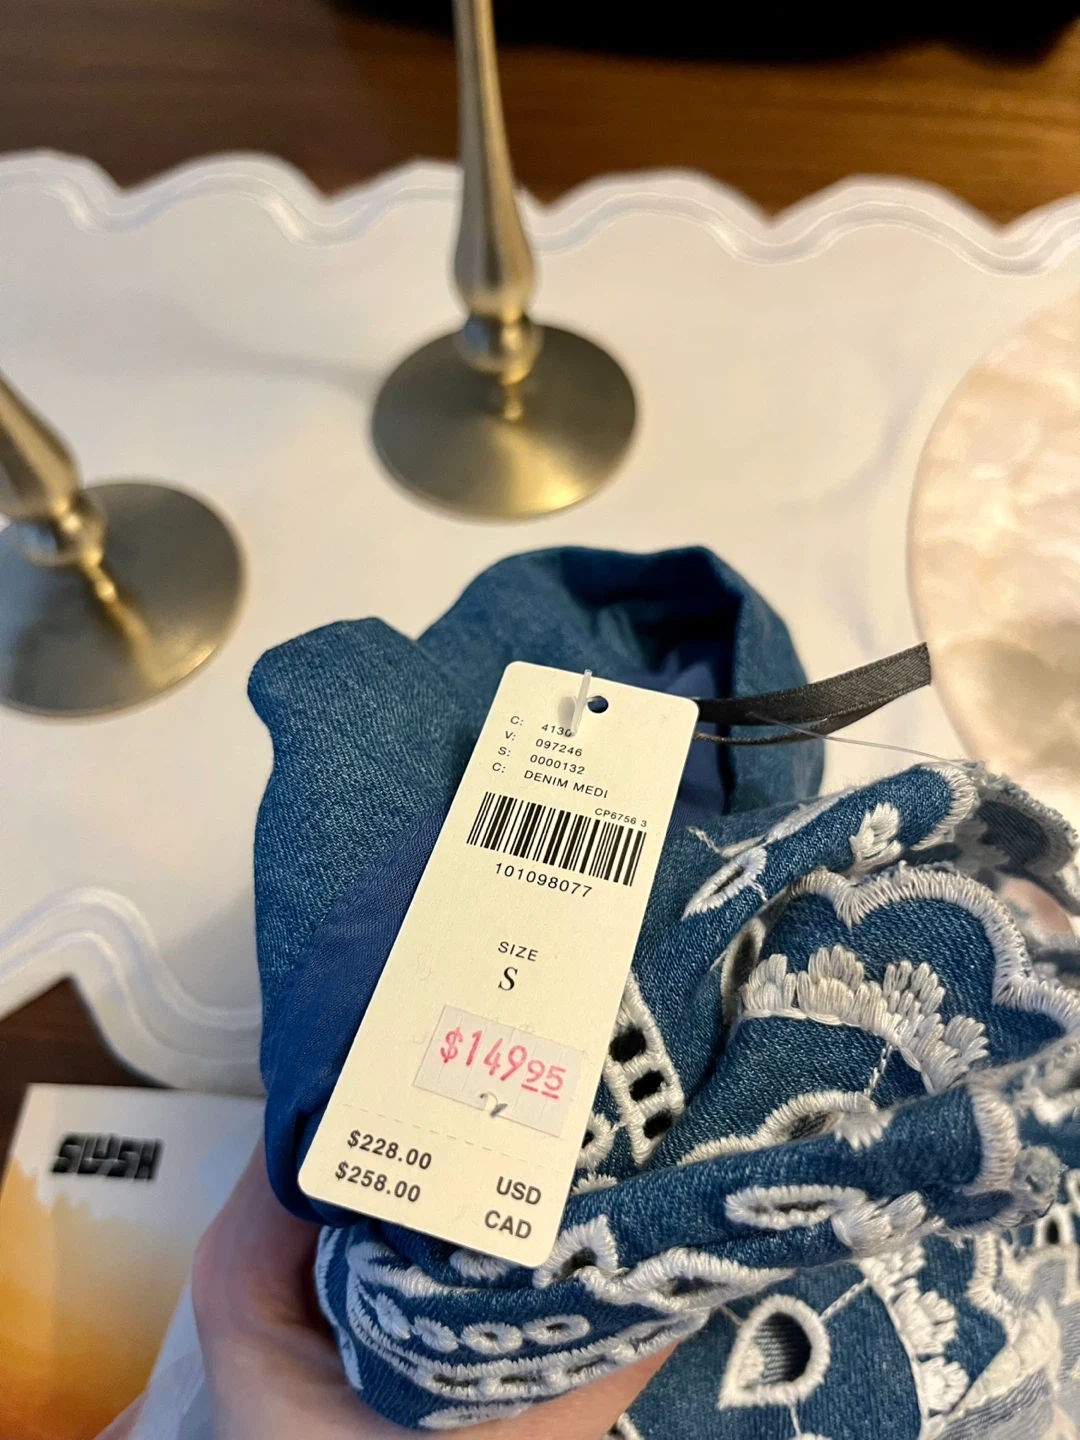 C: 4130
V: 097246
S: 0000132
C: DENIM MEDI
CP6756 3
101098077
SIZE
S
$149.95
$228.00 USD
$258.00 CAD
SLUSH